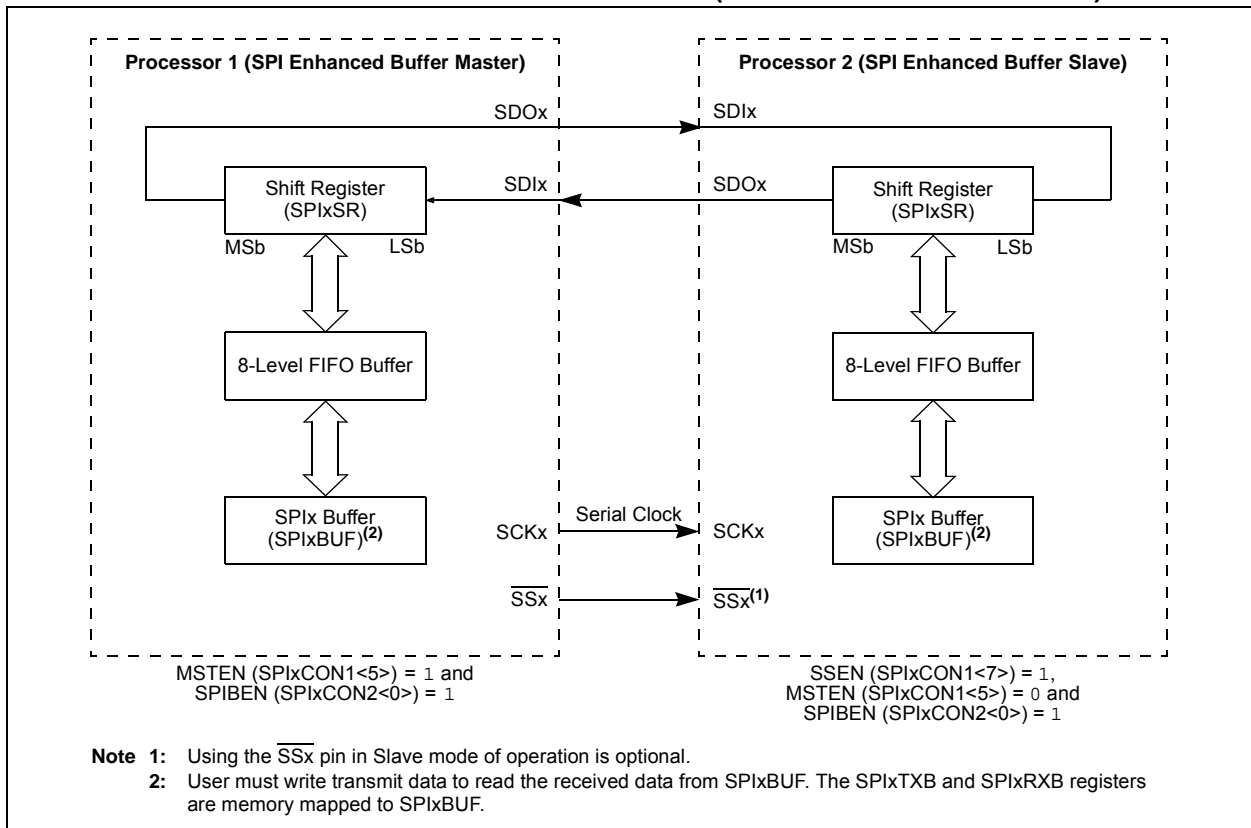 Processor 1 (SPI Enhanced Buffer Master)
Processor 2 (SPI Enhanced Buffer Slave)
SDOx
SDIx
Shift Register
(SPIxSR)
SDIx
SDOx
Shift Register
(SPIxSR)
MSb
LSb
MSb
LSb
8-Level FIFO Buffer
8-Level FIFO Buffer
SPIx Buffer
(SPIxBUF)(2)
SCKx
Serial Clock
SCKx
SPIx Buffer
(SPIxBUF)(2)
SSx
SSx(1)
MSTEN (SPIxCON1<5>) = 1 and
SPIBEN (SPIxCON2<0>) = 1
SSEN (SPIxCON1<7>) = 1,
MSTEN (SPIxCON1<5>) = 0 and
SPIBEN (SPIxCON2<0>) = 1
Note 1: Using the SSx pin in Slave mode of operation is optional.
2: User must write transmit data to read the received data from SPIxBUF. The SPIxTXB and SPIxRXB registers
are memory mapped to SPIxBUF.